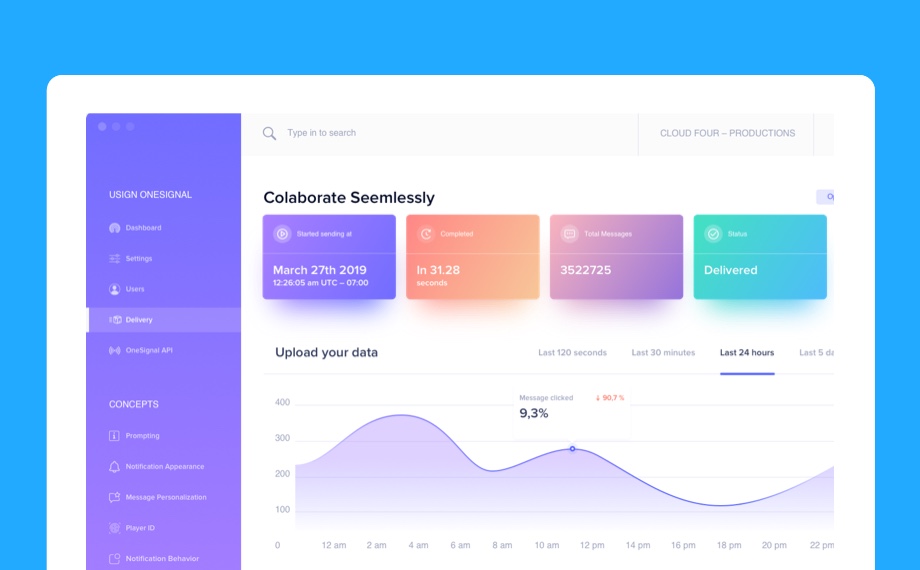 Type in to search
CLOUD FOUR – PRODUCTIONS
USIGN ONESIGNAL
Dashboard
Settings
Users
Delivery
OneSignal API
CONCEPTS
Prompting
Notification Appearance
Message Personalization
Player ID
Notification Behavior
Colaborate Seemlessly
Started sending at
March 27th 2019
12:26:05 am UTC – 07:00
Completed
In 31.28
seconds
Total Messages
3522725
Status
Delivered
Upload your data
Last 120 seconds
Last 30 minutes
Last 24 hours
Last 5 da
Message clicked ↓ 90,7 %
9,3%
400
300
200
100
0 12 am 2 am 4 am 6 am 8 am 10 am 12 pm 14 pm 16 pm 18 pm 20 pm 22 pm